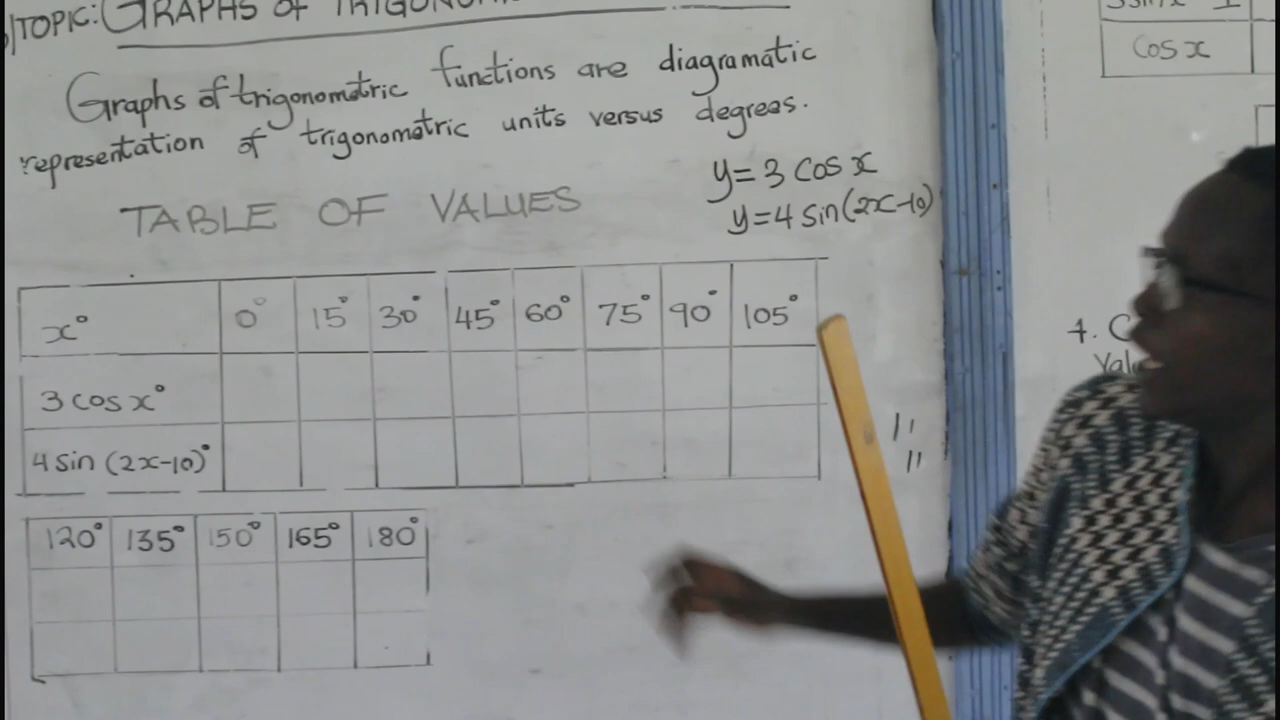 TOPIC: GRAPHS OF
Graphs of trigonometric functions are diagramatic
representation of trigonometric units versus degrees.
y=3 cos x
TABLE OF VALUES
y=4 sin(2x-10)
x° 0° 15° 30° 45° 60° 75° 90° 105°
3 cos x°
4 sin (2x-10)°
120° 135° 150° 165° 180°
cos x
4. C